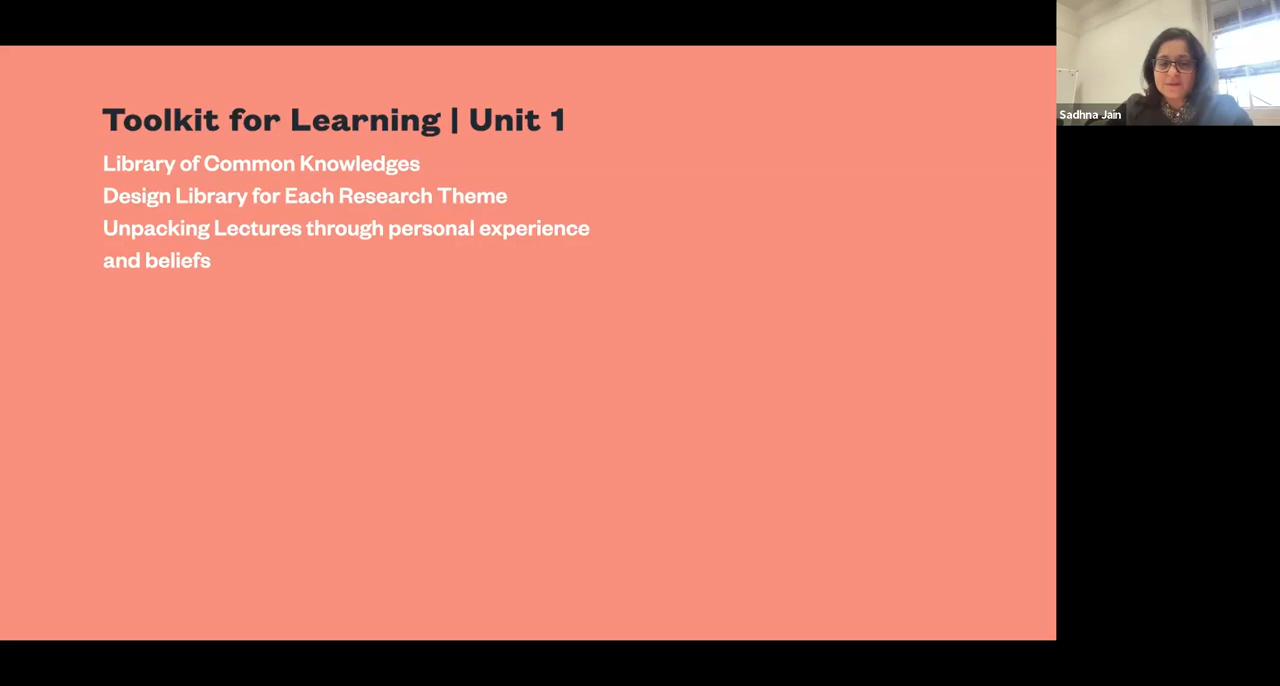 Toolkit for Learning | Unit 1
Library of Common Knowledges
Design Library for Each Research Theme
Unpacking Lectures through personal experience
and beliefs
Sadhna Jain